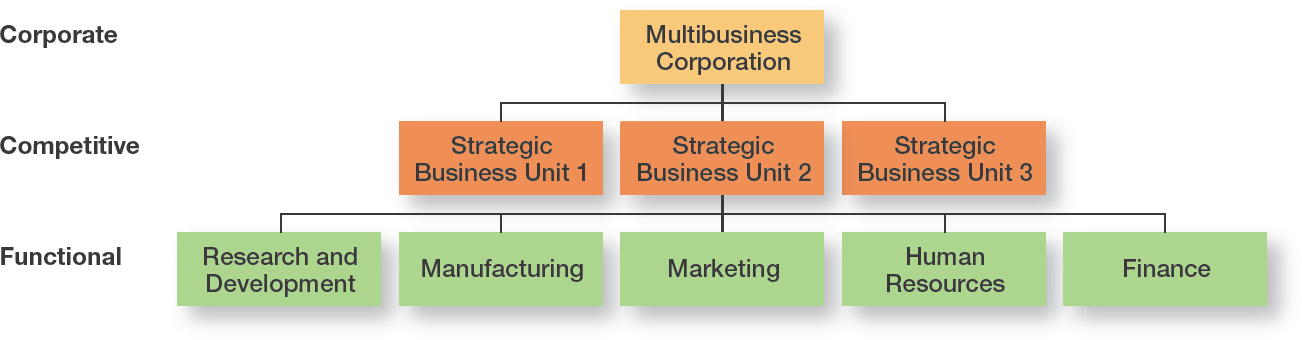 Corporate
Multibusiness
Corporation
Competitive
Strategic
Business Unit 1
Strategic
Business Unit 2
Strategic
Business Unit 3
Functional
Research and
Development
Manufacturing
Marketing
Human
Resources
Finance